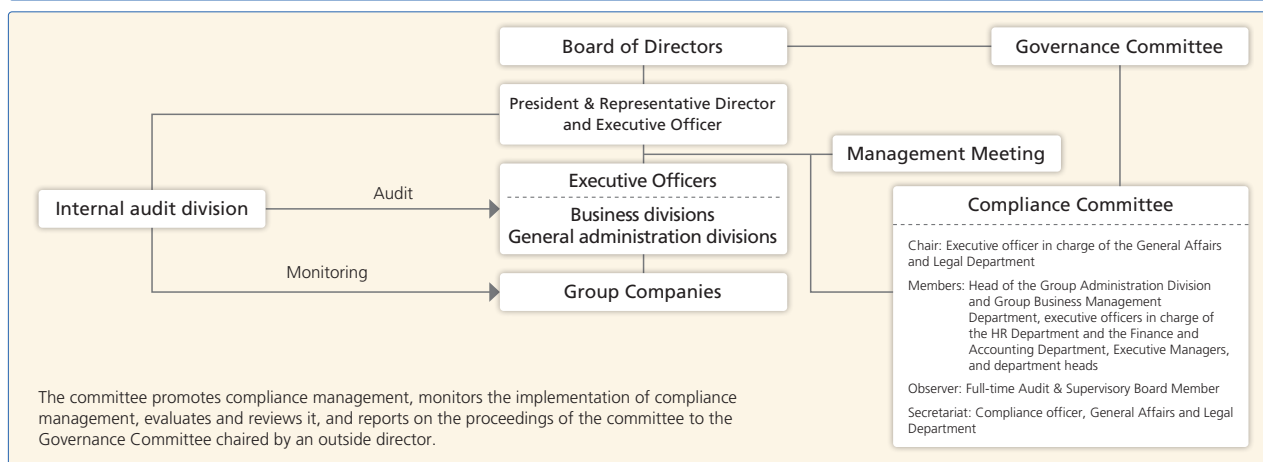 Board of Directors
Governance Committee
President & Representative Director
and Executive Officer
Management Meeting
Executive Officers
Business divisions
General administration divisions
Internal audit division
Audit
Monitoring
Group Companies
Compliance Committee
Chair: Executive officer in charge of the General Affairs
and Legal Department
Members: Head of the Group Administration Division
and Group Business Management
Department, executive officers in charge of
the HR Department and the Finance and
Accounting Department, Executive Managers,
and department heads
Observer: Full-time Audit & Supervisory Board Member
Secretariat: Compliance officer, General Affairs and Legal
Department
The committee promotes compliance management, monitors the implementation of compliance
management, evaluates and reviews it, and reports on the proceedings of the committee to the
Governance Committee chaired by an outside director.